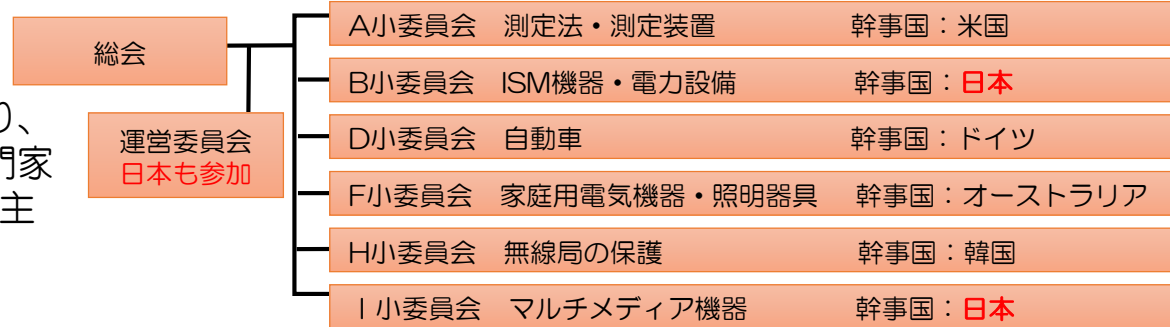 総会
運営委員会
日本も参加
り、
門家
主
A小委員会 測定法・測定装置 幹事国：米国
B小委員会 ISM機器・電力設備 幹事国：日本
D小委員会 自動車 幹事国：ドイツ
F小委員会 家庭用電気機器・照明器具 幹事国：オーストラリア
H小委員会 無線局の保護 幹事国：韓国
I小委員会 マルチメディア機器 幹事国：日本